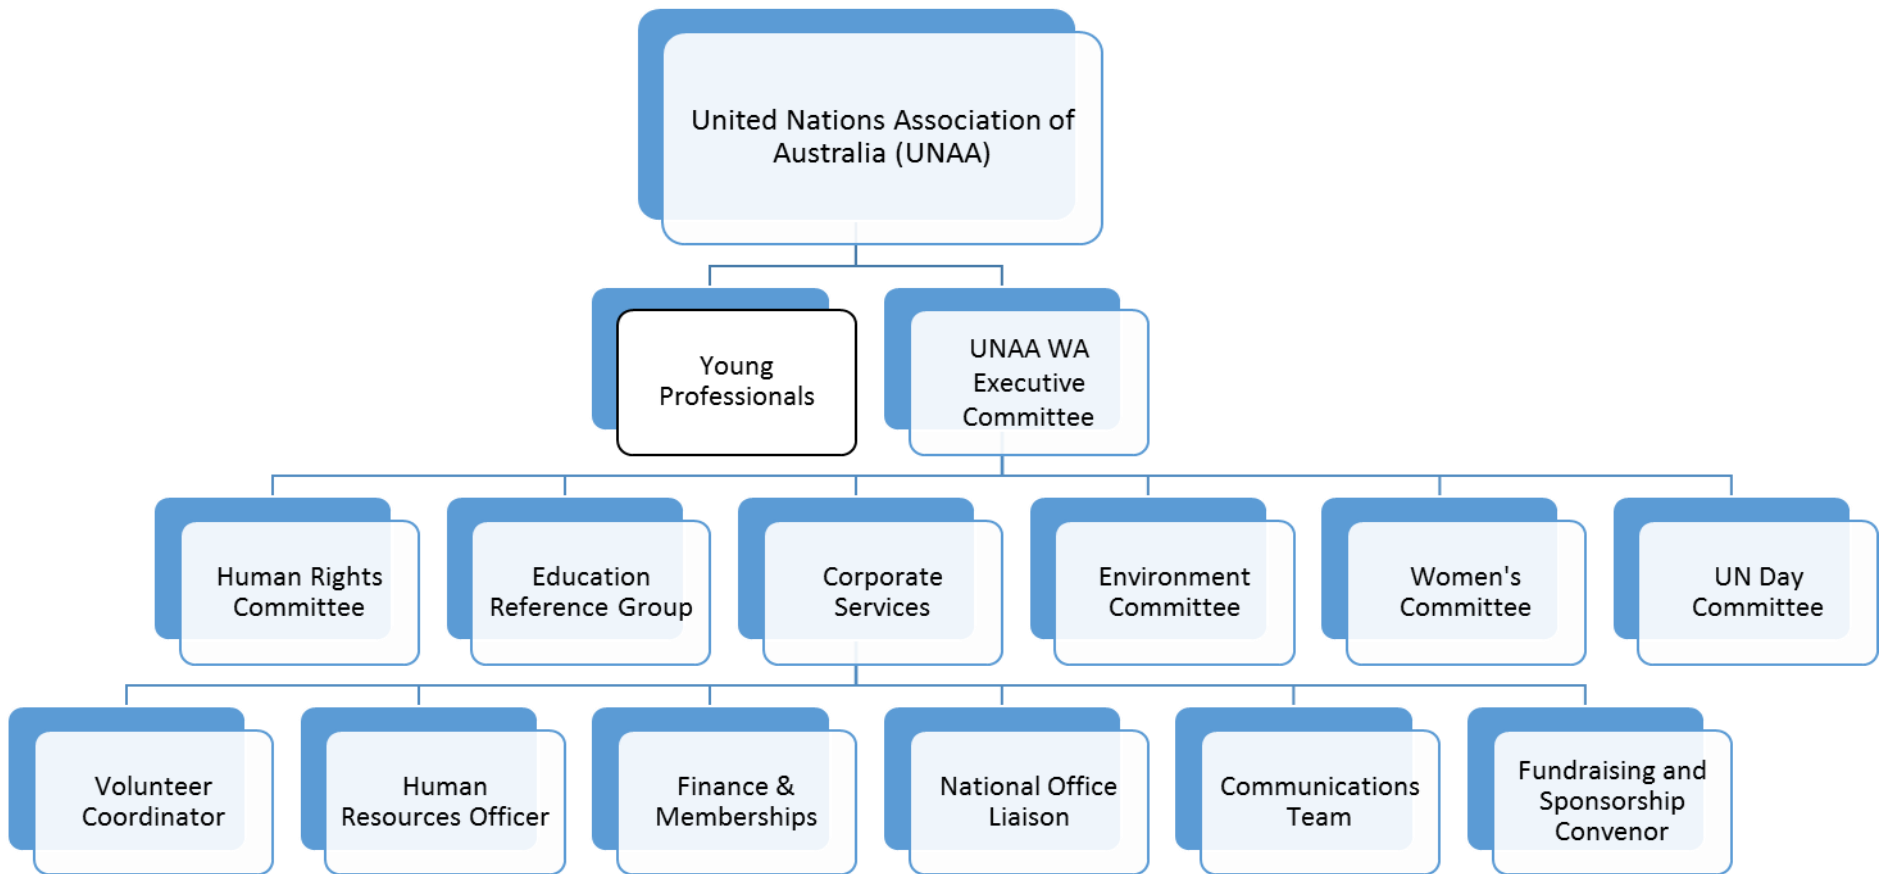 United Nations Association of
Australia (UNAA)
Young
Professionals
UNAA WA
Executive
Committee
Human Rights
Committee
Education
Reference Group
Corporate
Services
Environment
Committee
Women's
Committee
UN Day
Committee
Volunteer
Coordinator
Human
Resources Officer
Finance &
Memberships
National Office
Liaison
Communications
Team
Fundraising and
Sponsorship
Convenor